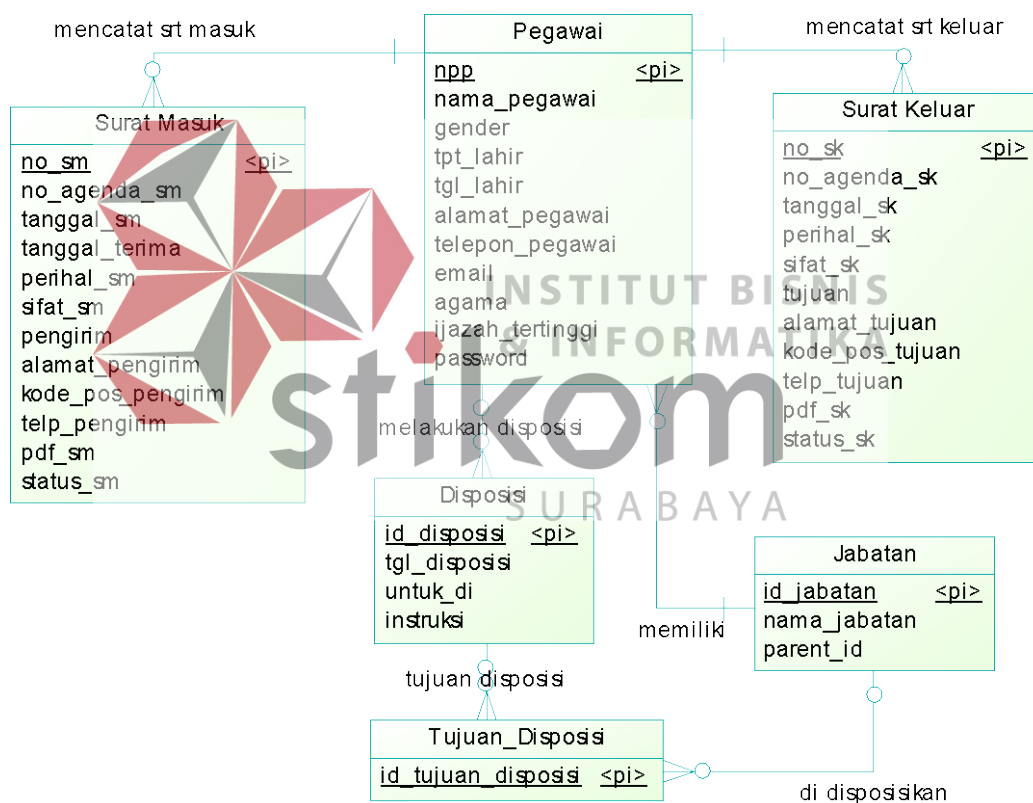 mencatat srt masuk
Pegawai
npp <pi>
nama_pegawai
gender
tpt_lahir
tgl_lahir
alamat_pegawai
telepon_pegawai
email
agama
ijazah_tertinggi
password
mencatat srt keluar
Surat Masuk
no_sm <pi>
no_agenda_sm
tanggal_sm
tanggal_terima
perihal_sm
sifat_sm
pengirim
alamat_pengirim
kode_pos_pengirim
telp_pengirim
pdf_sm
status_sm
Surat Keluar
no_sk <pi>
no_agenda_sk
tanggal_sk
perihal_sk
sifat_sk
tujuan
alamat_tujuan
kode_pos_tujuan
telp_tujuan
pdf_sk
status_sk
INSTITUT BISNIS
& INFORMATIKA
stikom
SURABAYA
melakukan disposisi
Disposisi
id_disposisi <pi>
tgl_disposisi
untuk_di
instruksi
memiliki
Jabatan
id_jabatan <pi>
nama_jabatan
parent_id
tujuan disposisi
Tujuan_Disposisi
id_tujuan_disposisi <pi>
di disposisikan